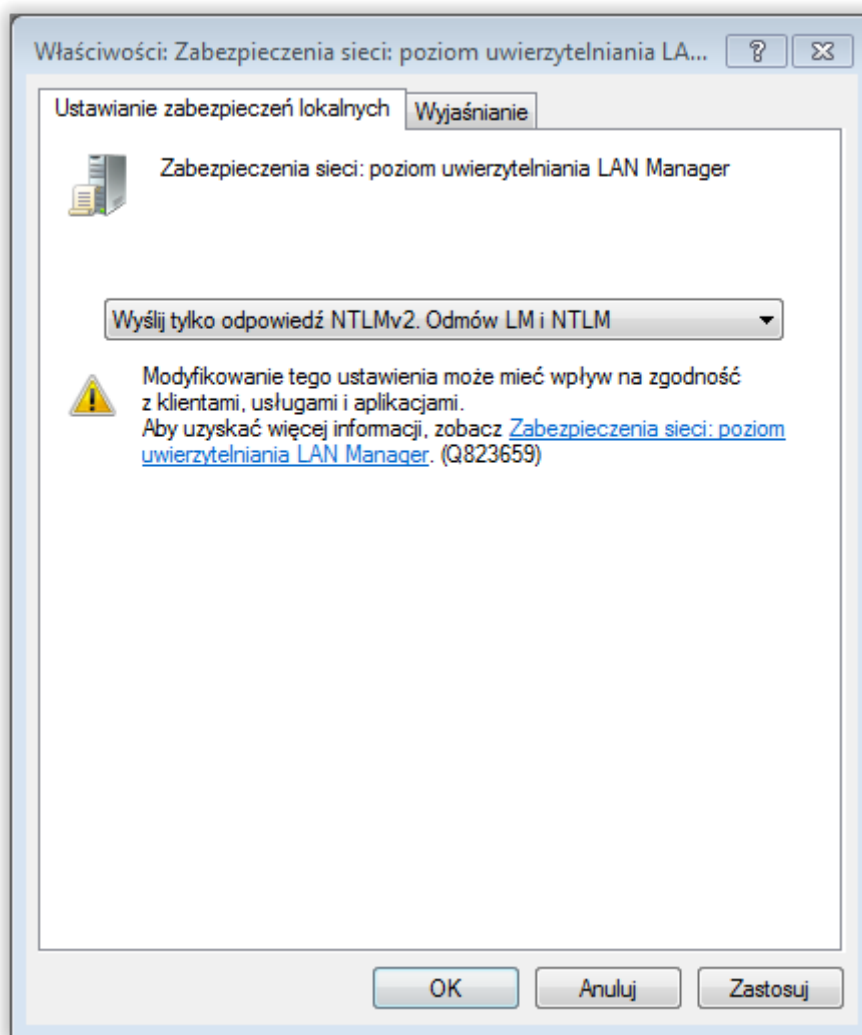 Właściwości: Zabezpieczenia sieci: poziom uwierzytelniania LA...
Ustawianie zabezpieczeń lokalnych
Wyjaśnianie
Zabezpieczenia sieci: poziom uwierzytelniania LAN Manager
Wyślij tylko odpowiedź NTLMv2. Odmów LM i NTLM
Modyfikowanie tego ustawienia może mieć wpływ na zgodność
z klientami, usługami i aplikacjami.
Aby uzyskać więcej informacji, zobacz Zabezpieczenia sieci: poziom
uwierzytelniania LAN Manager. (Q823659)
OK
Anuluj
Zastosuj